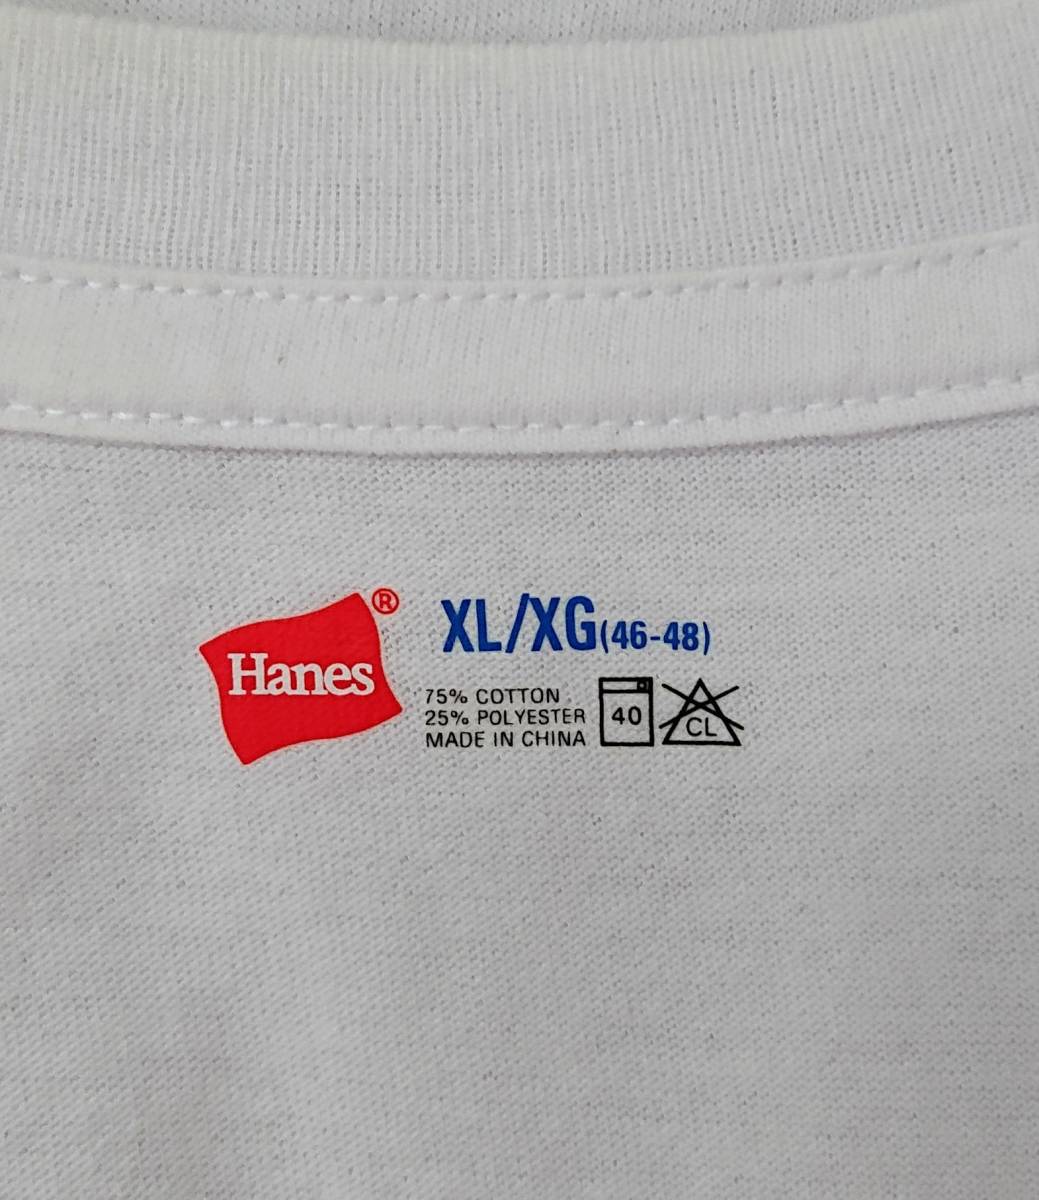 Hanes®
XL/XG(46-48)
75% COTTON
25% POLYESTER
MADE IN CHINA
40
CL